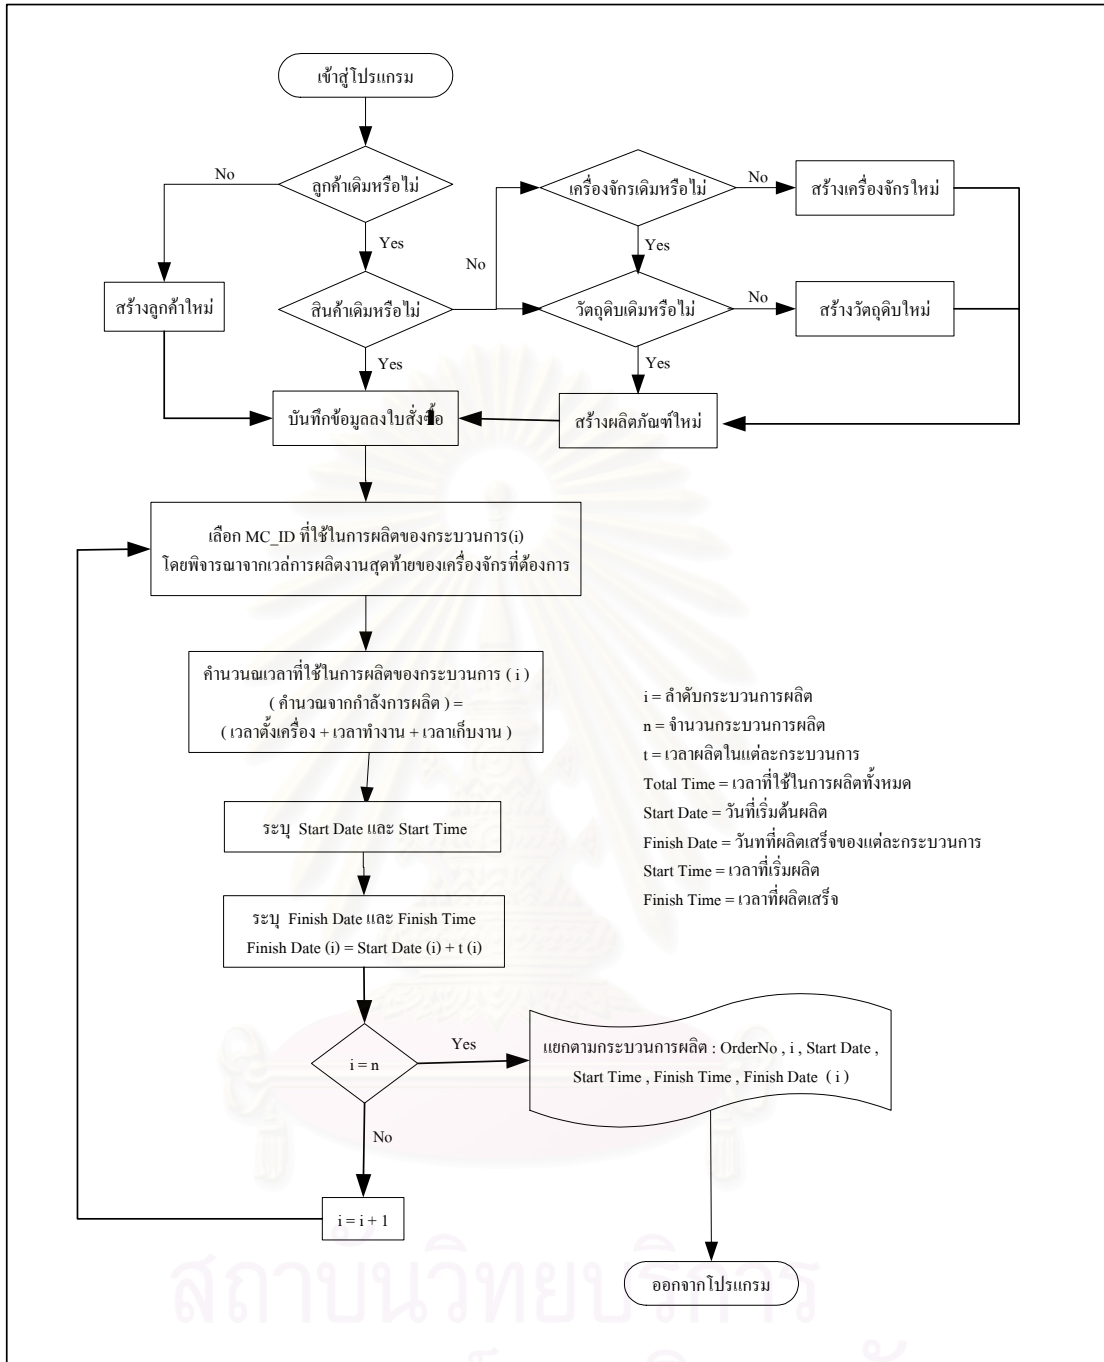 เข้าสู่โปรแกรม
ลูกค้าเดิมหรือไม่
No
Yes
เครื่องจักรเดิมหรือไม่
No
สร้างเครื่องจักรใหม่
Yes
สร้างลูกค้าใหม่
สินค้าเดิมหรือไม่
No
Yes
วัตถุดิบเดิมหรือไม่
No
สร้างวัตถุดิบใหม่
Yes
บันทึกข้อมูลลงใบสั่งซื้อ
สร้างผลิตภัณฑ์ใหม่
เลือก MC_ID ที่ใช้ในการผลิตของกระบวนการ(i)
โดยพิจารณาจากเวล่การผลิตงานสุดท้ายของเครื่องจักรที่ต้องการ
คำนวนณเวลาที่ใช้ในการผลิตของกระบวนการ ( i )
( คำนวณจากกำลังการผลิต ) =
( เวลาตั้งเครื่อง + เวลาทำงาน + เวลาเก็บงาน )
ระบุ Start Date และ Start Time
ระบุ Finish Date และ Finish Time
Finish Date (i) = Start Date (i) + t (i)
i = ลำดับกระบวนการผลิต
n = จำนวนกระบวนการผลิต
t = เวลาผลิตในแต่ละกระบวนการ
Total Time = เวลาที่ใช้ในการผลิตทั้งหมด
Start Date = วันที่เริ่มต้นผลิต
Finish Date = วันทที่ผลิตเสร็จของแต่ละกระบวนการ
Start Time = เวลาที่เริ่มผลิต
Finish Time = เวลาที่ผลิตเสร็จ
i = n
Yes
No
แยกตามกระบวนการผลิต : OrderNo , i , Start Date ,
Start Time , Finish Time , Finish Date ( i )
i = i + 1
ออกจากโปรแกรม
สถาบันวิทยบริการ